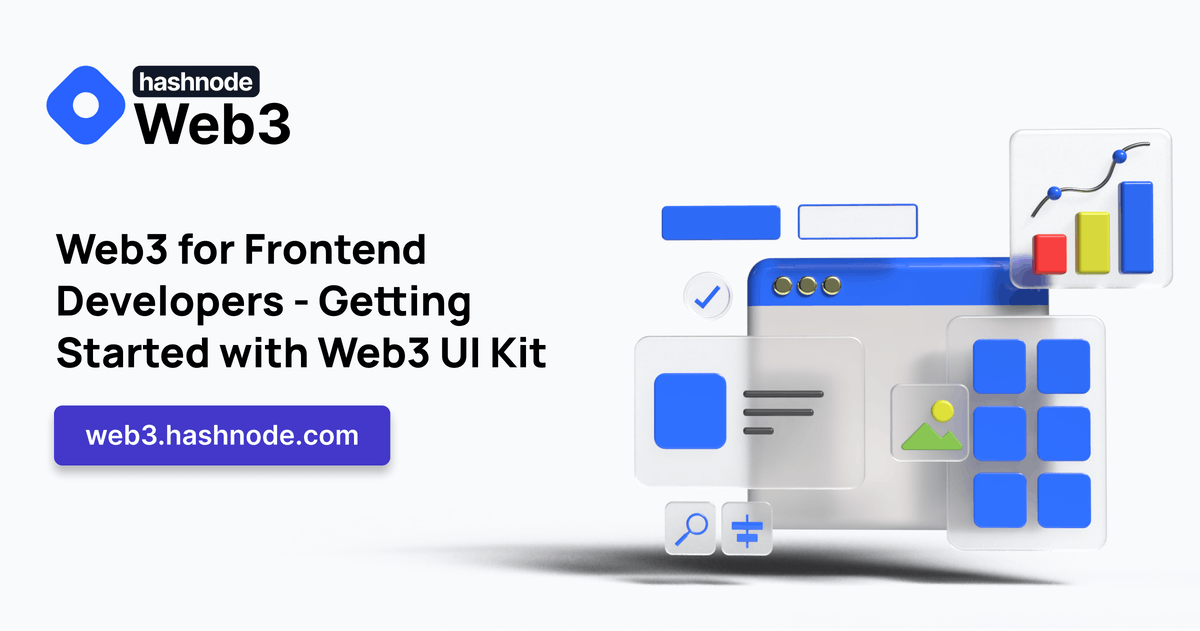 hashnode
Web3
Web3 for Frontend
Developers - Getting
Started with Web3 UI Kit
web3.hashnode.com